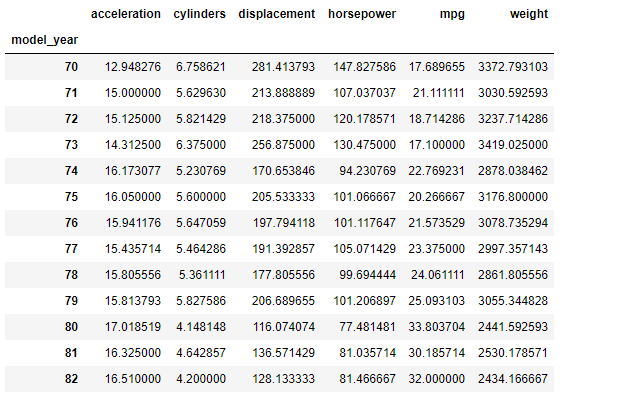 acceleration cylinders displacement horsepower mpg weight
model_year
70 12.948276 6.758621 281.413793 147.827586 17.689655 3372.793103
71 15.000000 5.629630 213.888889 107.037037 21.111111 3030.592593
72 15.125000 5.821429 218.375000 120.178571 18.714286 3237.714286
73 14.312500 6.375000 256.875000 130.475000 17.100000 3419.025000
74 16.173077 5.230769 170.653846 94.230769 22.769231 2878.038462
75 16.050000 5.600000 205.533333 101.066667 20.266667 3176.800000
76 15.941176 5.647059 197.794118 101.117647 21.573529 3078.735294
77 15.435714 5.464286 191.392857 105.071429 23.375000 2997.357143
78 15.805556 5.361111 177.805556 99.694444 24.061111 2861.805556
79 15.813793 5.827586 206.689655 101.206897 25.093103 3055.344828
80 17.018519 4.148148 116.074074 77.481481 33.803704 2441.592593
81 16.325000 4.642857 136.571429 81.035714 30.185714 2530.178571
82 16.510000 4.200000 128.133333 81.466667 32.000000 2434.166667